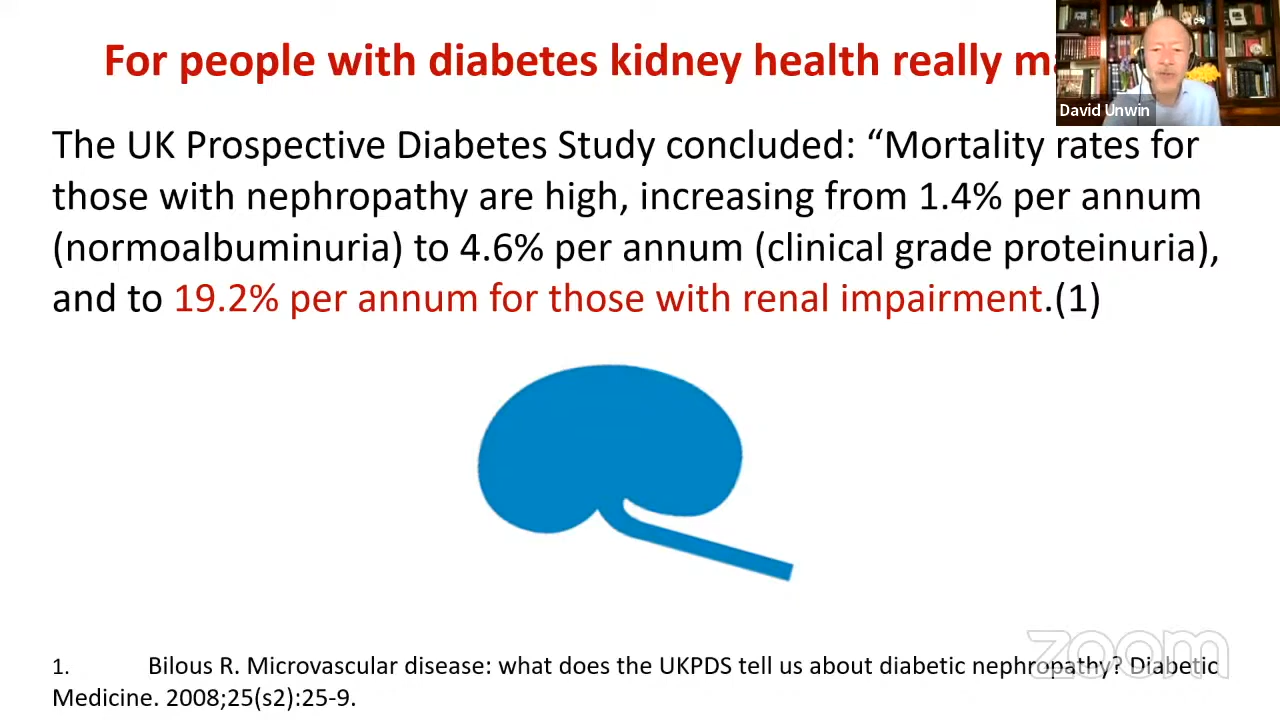 For people with diabetes kidney health really
David Unwin
The UK Prospective Diabetes Study concluded: “Mortality rates for
those with nephropathy are high, increasing from 1.4% per annum
(normoalbuminuria) to 4.6% per annum (clinical grade proteinuria),
and to 19.2% per annum for those with renal impairment.(1)
zoom
1. Bilous R. Microvascular disease: what does the UKPDS tell us about diabetic nephropathy? Diabetic
Medicine. 2008;25(s2):25-9.